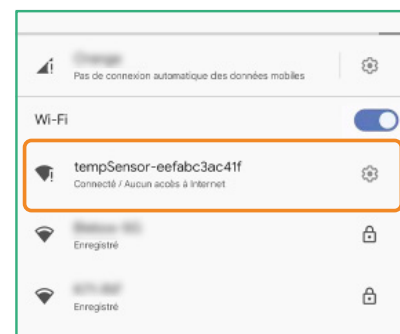 Pas de connexion automatique des données mobiles
Wi-Fi
tempSensor-eefabc3ac41f
Connecté / Aucun accès à Internet
Enregistré
Enregistré